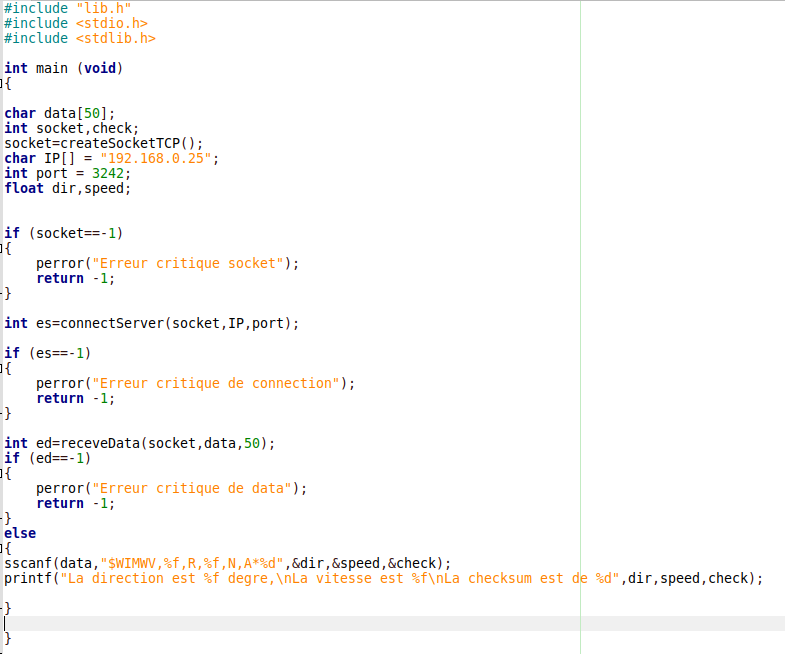 #include "lib.h"
#include <stdio.h>
#include <stdlib.h>
int main (void)
{
char data[50];
int socket,check;
socket=createSocketTCP();
char IP[] = "192.168.0.25";
int port = 3242;
float dir,speed;
if (socket==-1)
{
    perror("Erreur critique socket");
    return -1;
}
int es=connectServer(socket,IP,port);
if (es==-1)
{
    perror("Erreur critique de connection");
    return -1;
}
int ed=receveData(socket,data,50);
if (ed==-1)
{
    perror("Erreur critique de data");
    return -1;
}
else
{
sscanf(data,"$WIMWV,%f,R,%f,N,A*%d",&dir,&speed,&check);
printf("La direction est %f degre,\nLa vitesse est %f\nLa checksum est de %d",dir,speed,check);
}
}